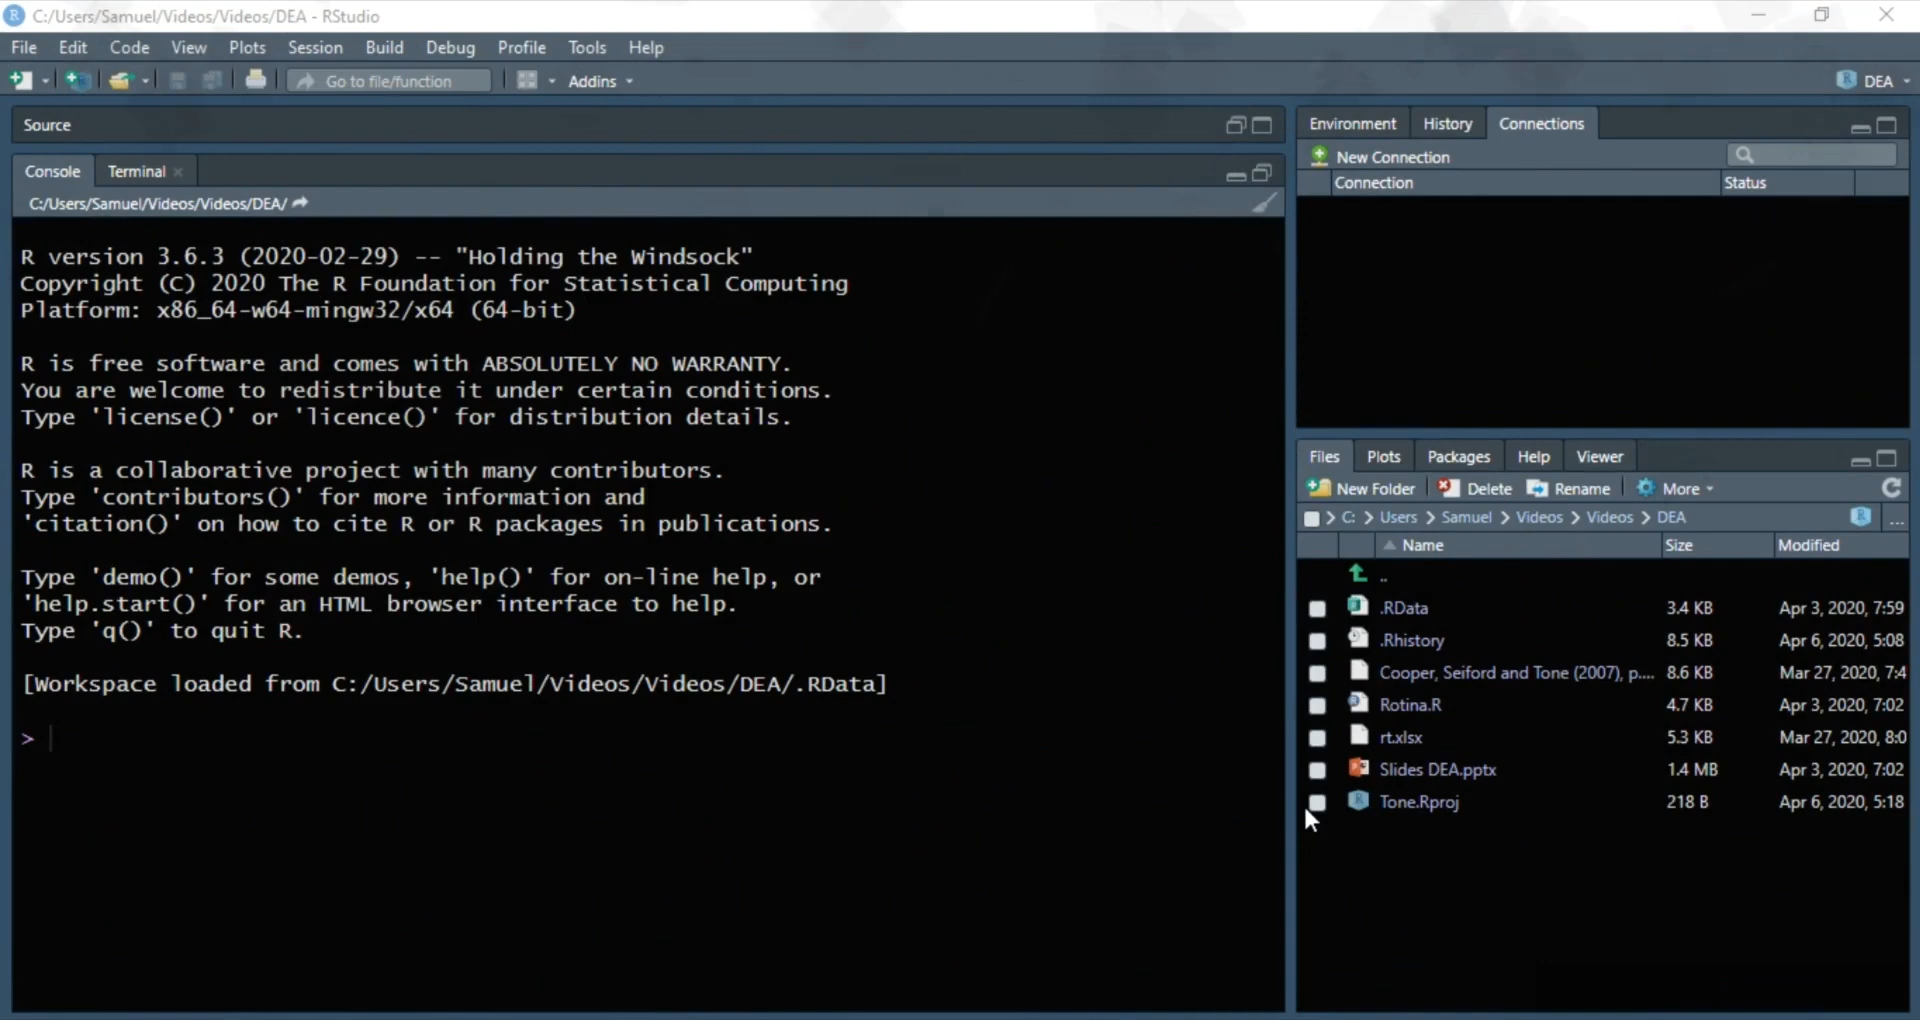 C:/Users/Samuel/Videos/Videos/DEA - RStudio
File Edit Code View Plots Session Build Debug Profile Tools Help
Go to file/function Addins DEA
Source
Console Terminal
C:/Users/Samuel/Videos/Videos/DEA/
R version 3.6.3 (2020-02-29) -- "Holding the Windsock"
Copyright (C) 2020 The R Foundation for Statistical Computing
Platform: x86_64-w64-mingw32/x64 (64-bit)
R is free software and comes with ABSOLUTELY NO WARRANTY.
You are welcome to redistribute it under certain conditions.
Type 'license()' or 'licence()' for distribution details.
R is a collaborative project with many contributors.
Type 'contributors()' for more information and
'citation()' on how to cite R or R packages in publications.
Type 'demo()' for some demos, 'help()' for on-line help, or
'help.start()' for an HTML browser interface to help.
Type 'q()' to quit R.
[Workspace loaded from C:/Users/Samuel/Videos/Videos/DEA/.RData]
>
Environment History Connections
New Connection
Connection Status
Files Plots Packages Help Viewer
New Folder Delete Rename More
C: > Users > Samuel > Videos > Videos > DEA ...
Name Size Modified
..
.RData 3.4 KB Apr 3, 2020, 7:59
.Rhistory 8.5 KB Apr 6, 2020, 5:08
Cooper, Seiford and Tone (2007), p.... 8.6 KB Mar 27, 2020, 7:4
Rotina.R 4.7 KB Apr 3, 2020, 7:02
rt.xlsx 5.3 KB Mar 27, 2020, 8:0
Slides DEA.pptx 1.4 MB Apr 3, 2020, 7:02
Tone.Rproj 218 B Apr 6, 2020, 5:18